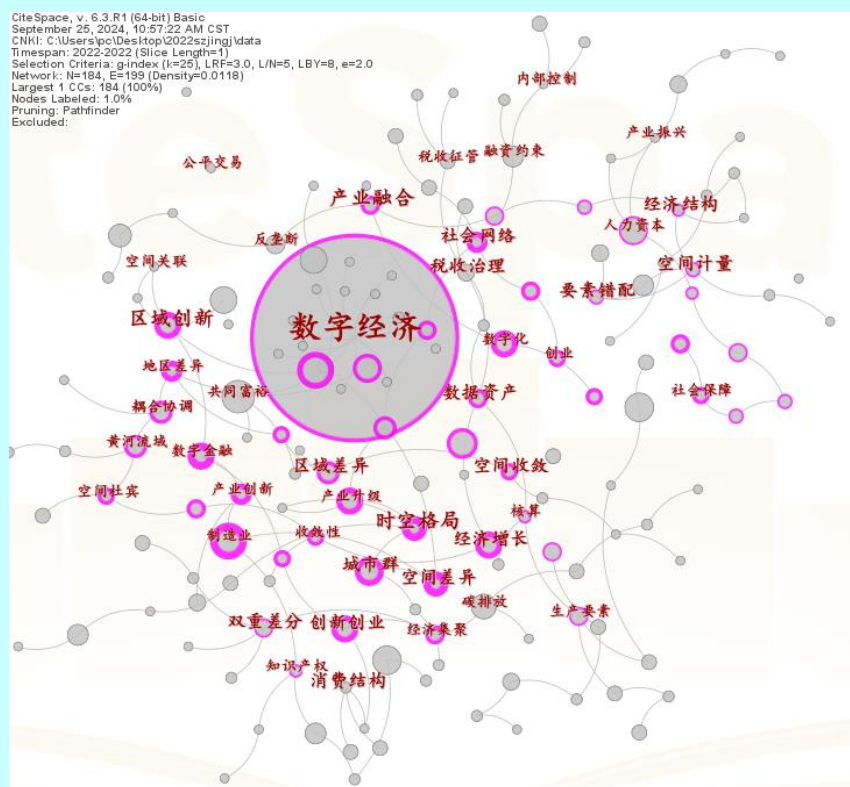 CiteSpace, v. 6.3.R1 (64-bit) Basic
September 25, 2024, 10:57:22 AM CST
CNKI: C:\Users\pc\Desktop\2022szjingj\data
Timespan: 2022-2022 (Slice Length=1)
Selection Criteria: g-index (k=25), LRF=3.0, L/N=5, LBY=8, e=2.0
Network: N=184, E=199 (Density=0.0118)
Largest 1 CCs: 184 (100%)
Nodes Labeled: 1.0%
Pruning: Pathfinder
Excluded:
内部控制
产业振兴
税收征管
融资约束
公平交易
产业融合
经济结构
人力资本
反垄断
社会网络
空间关联
税收治理
空间计量
要素错配
区域创新
数字经济
数字化
创业
地区差异
共同富裕
数据资产
社会保障
耦合协调
黄河流域
数字金融
区域差异
空间收敛
空间杜宾
产业创新
产业升级
核算
时空格局
制造业
收敛性
经济增长
城市群
空间差异
碳排放
生产要素
双重差分
创新创业
经济集聚
知识产权
消费结构